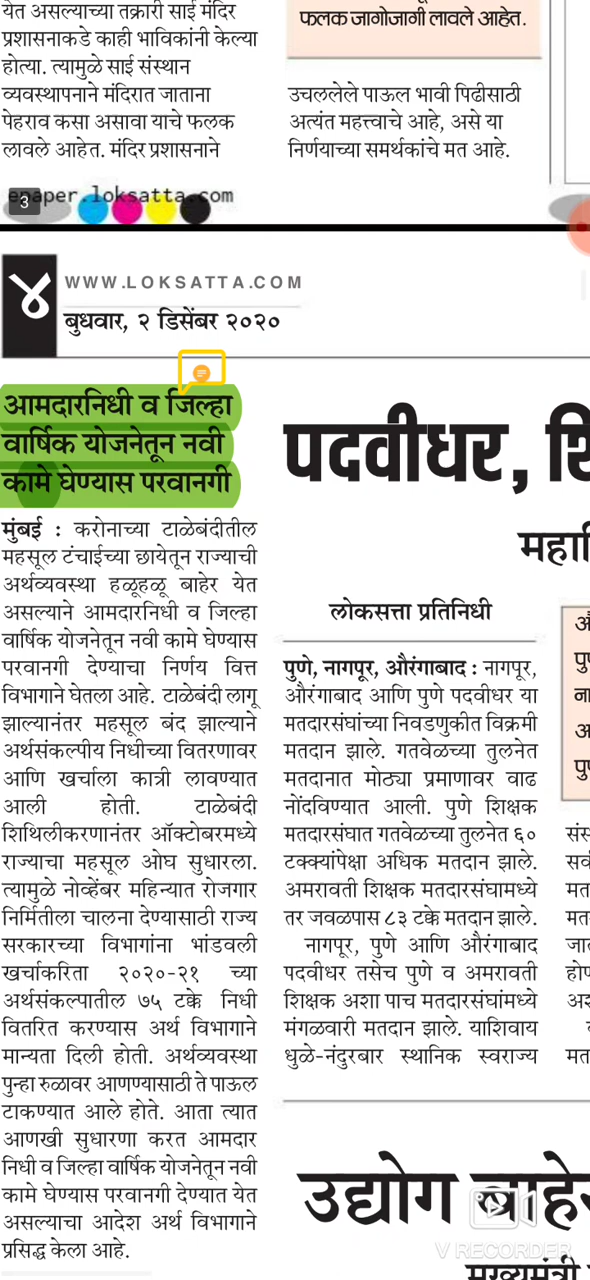 येत असल्याच्या तक्रारी साई मंदिर
प्रशासनाकडे काही भाविकांनी केल्या
होत्या. त्यामुळे साई संस्थान
व्यवस्थापनाने मंदिरात जाताना
पेहराव कसा असावा याचे फलक
लावले आहेत. मंदिर प्रशासनाने
फलक जागोजागी लावले आहेत.
उचललेले पाऊल भावी पिढीसाठी
अत्यंत महत्त्वाचे आहे, असे या
निर्णयाच्या समर्थकांचे मत आहे.
epaper.loksatta.com
3
४
WWW.LOKSATTA.COM
बुधवार, २ डिसेंबर २०२०
आमदारनिधी व जिल्हा
वार्षिक योजनेतून नवी
कामे घेण्यास परवानगी
मुंबई : करोनाच्या टाळेबंदीतील
महसूल टंचाईच्या छायेतून राज्याची
अर्थव्यवस्था हळूहळू बाहेर येत
असल्याने आमदारनिधी व जिल्हा
वार्षिक योजनेतून नवी कामे घेण्यास
परवानगी देण्याचा निर्णय वित्त
विभागाने घेतला आहे. टाळेबंदी लागू
झाल्यानंतर महसूल बंद झाल्याने
अर्थसंकल्पीय निधीच्या वितरणावर
आणि खर्चाला कात्री लावण्यात
आली होती. टाळेबंदी
शिथिलीकरणानंतर ऑक्टोबरमध्ये
राज्याचा महसूल ओघ सुधारला.
त्यामुळे नोव्हेंबर महिन्यात रोजगार
निर्मितीला चालना देण्यासाठी राज्य
सरकारच्या विभागांना भांडवली
खर्चाकरिता २०२०-२१ च्या
अर्थसंकल्पातील ७५ टक्के निधी
वितरित करण्यास अर्थ विभागाने
मान्यता दिली होती. अर्थव्यवस्था
पुन्हा रुळावर आणण्यासाठी ते पाऊल
टाकण्यात आले होते. आता त्यात
आणखी सुधारणा करत आमदार
निधी व जिल्हा वार्षिक योजनेतून नवी
कामे घेण्यास परवानगी देण्यात येत
असल्याचा आदेश अर्थ विभागाने
प्रसिद्ध केला आहे.
पदवीधर, शि
महावि
लोकसत्ता प्रतिनिधी
पुणे, नागपूर, औरंगाबाद : नागपूर,
औरंगाबाद आणि पुणे पदवीधर या
मतदारसंघांच्या निवडणुकीत विक्रमी
मतदान झाले. गतवेळच्या तुलनेत
मतदानात मोठ्या प्रमाणावर वाढ
नोंदविण्यात आली. पुणे शिक्षक
मतदारसंघात गतवेळच्या तुलनेत ६०
टक्क्यांपेक्षा अधिक मतदान झाले.
अमरावती शिक्षक मतदारसंघामध्ये
तर जवळपास ८३ टक्के मतदान झाले.
नागपूर, पुणे आणि औरंगाबाद
पदवीधर तसेच पुणे व अमरावती
शिक्षक अशा पाच मतदारसंघांमध्ये
मंगळवारी मतदान झाले. याशिवाय
धुळे-नंदुरबार स्थानिक स्वराज्य
औ
पुण
ना
अ
पुण
संस
सर्व
मत
मत
जात
होण
अश
मत
उद्योग बाहेर
V RECORDER
मुख्यमंत्री